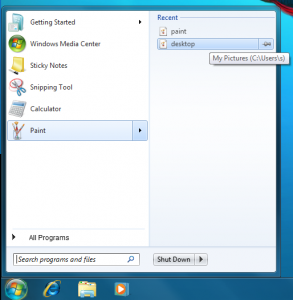 Getting Started
Windows Media Center
Sticky Notes
Snipping Tool
Calculator
Paint
All Programs
Search programs and files
Recent
paint
desktop
My Pictures (C:\Users\s)
Shut Down